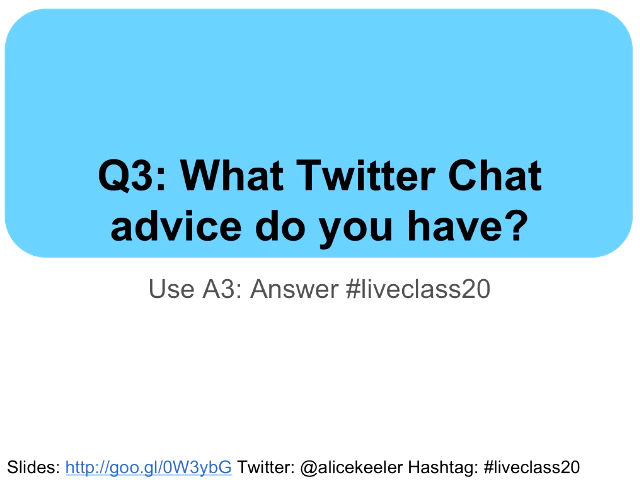 Q3: What Twitter Chat
advice do you have?
Use A3: Answer #liveclass20
Slides: http://goo.gl/0W3ybG Twitter: @alicekeeler Hashtag: #liveclass20